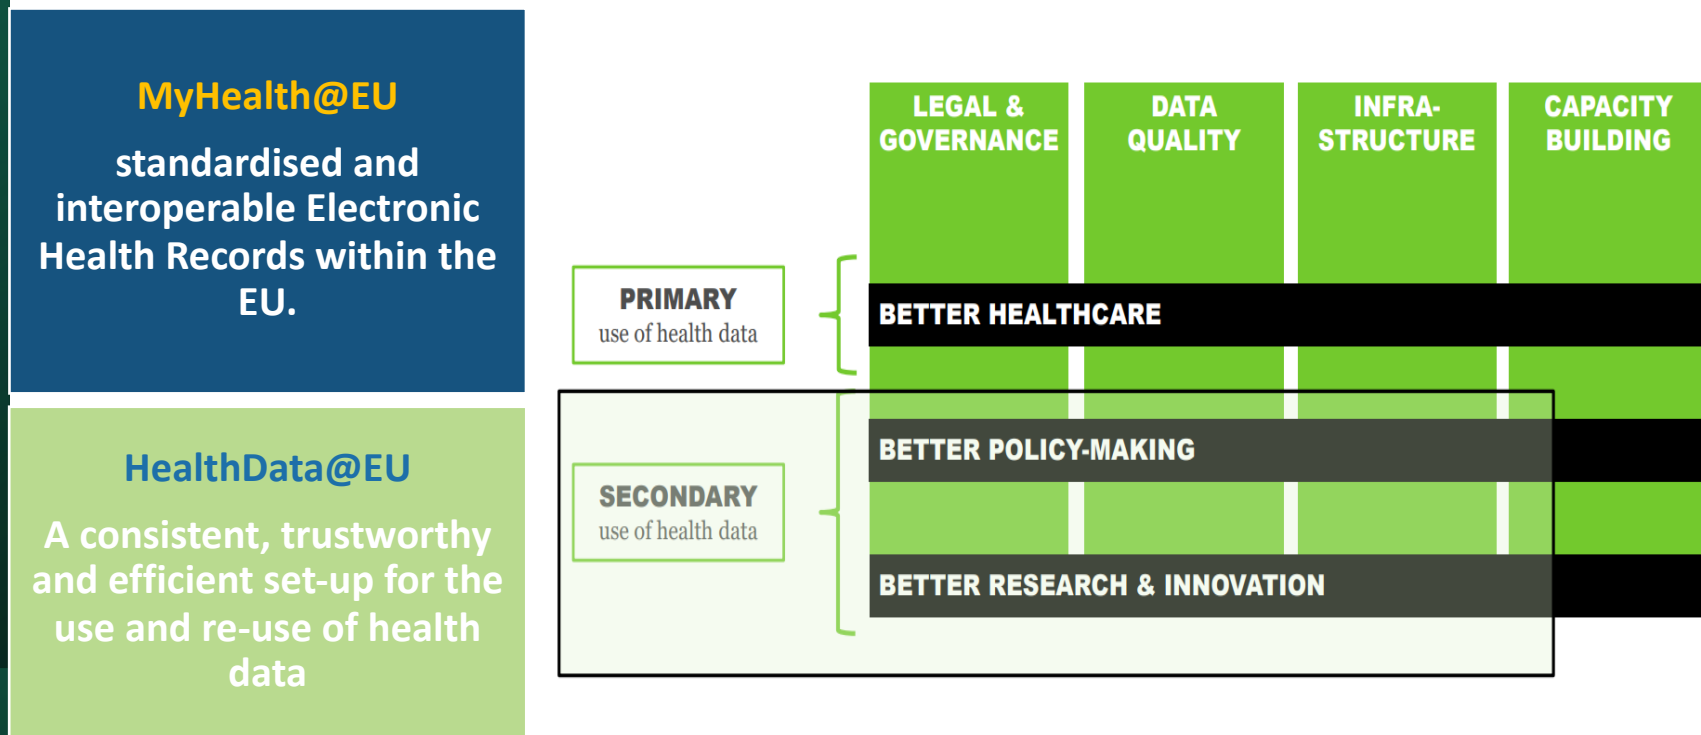 MyHealth@EU
standardised and
interoperable Electronic
Health Records within the
EU.
HealthData@EU
A consistent, trustworthy
and efficient set-up for the
use and re-use of health
data
LEGAL &
GOVERNANCE
DATA
QUALITY
INFRA-
STRUCTURE
CAPACITY
BUILDING
PRIMARY
use of health data
BETTER HEALTHCARE
SECONDARY
use of health data
BETTER POLICY-MAKING
BETTER RESEARCH & INNOVATION